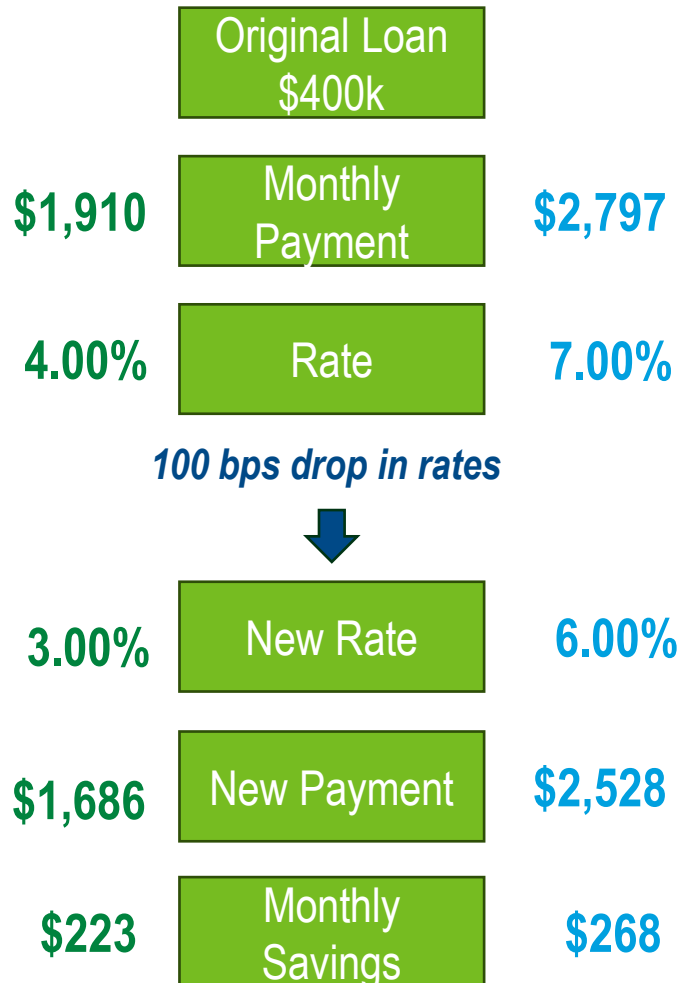 Original Loan
$400k
$1,910
Monthly
Payment
$2,797
4.00%
Rate
7.00%
100 bps drop in rates
3.00%
New Rate
6.00%
$1,686
New Payment
$2,528
$223
Monthly
Savings
$268